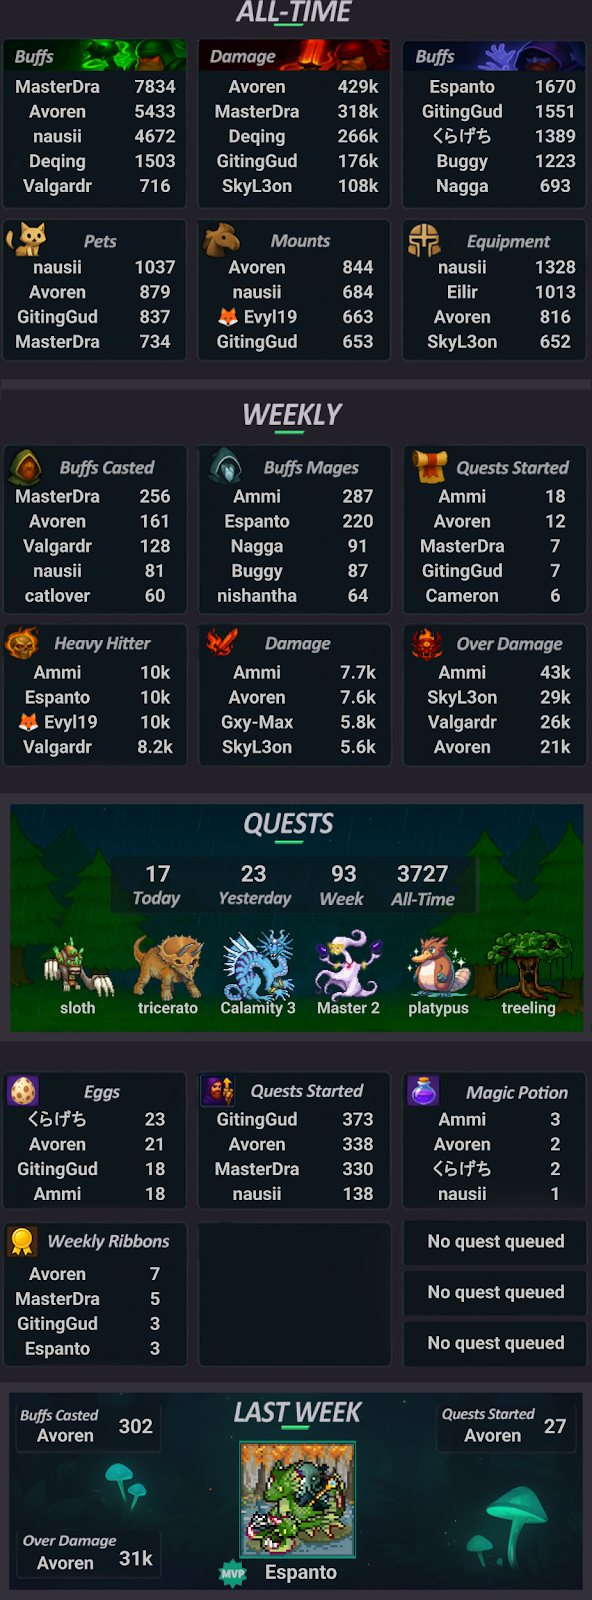 ALL-TIME
Buffs
MasterDra 7834
Avoren 5433
nausii 4672
Deqing 1503
Valgardr 716
Damage
Avoren 429k
MasterDra 318k
Deqing 266k
GitingGud 176k
SkyL3on 108k
Buffs
Espanto 1670
GitingGud 1551
くらげち 1389
Buggy 1223
Nagga 693
Pets
nausii 1037
Avoren 879
GitingGud 837
MasterDra 734
Mounts
Avoren 844
nausii 684
🦊 Evyl19 663
GitingGud 653
Equipment
nausii 1328
Eilir 1013
Avoren 816
SkyL3on 652
WEEKLY
Buffs Casted
MasterDra 256
Avoren 161
Valgardr 128
nausii 81
catlover 60
Buffs Mages
Ammi 287
Espanto 220
Nagga 91
Buggy 87
nishantha 64
Quests Started
Ammi 18
Avoren 12
MasterDra 7
GitingGud 7
Cameron 6
Heavy Hitter
Ammi 10k
Espanto 10k
🦊 Evyl19 10k
Valgardr 8.2k
Damage
Ammi 7.7k
Avoren 7.6k
Gxy-Max 5.8k
SkyL3on 5.6k
Over Damage
Ammi 43k
SkyL3on 29k
Valgardr 26k
Avoren 21k
QUESTS
17 23 93 3727
Today Yesterday Week All-Time
sloth tricerato Calamity 3 Master 2 platypus treeling
Eggs
くらげち 23
Avoren 21
GitingGud 18
Ammi 18
Quests Started
GitingGud 373
Avoren 338
MasterDra 330
nausii 138
Magic Potion
Ammi 3
Avoren 2
くらげち 2
nausii 1
Weekly Ribbons
Avoren 7
MasterDra 5
GitingGud 3
Espanto 3
No quest queued
No quest queued
No quest queued
LAST WEEK
Buffs Casted
Avoren 302
Quests Started
Avoren 27
Over Damage
Avoren 31k
MVP Espanto